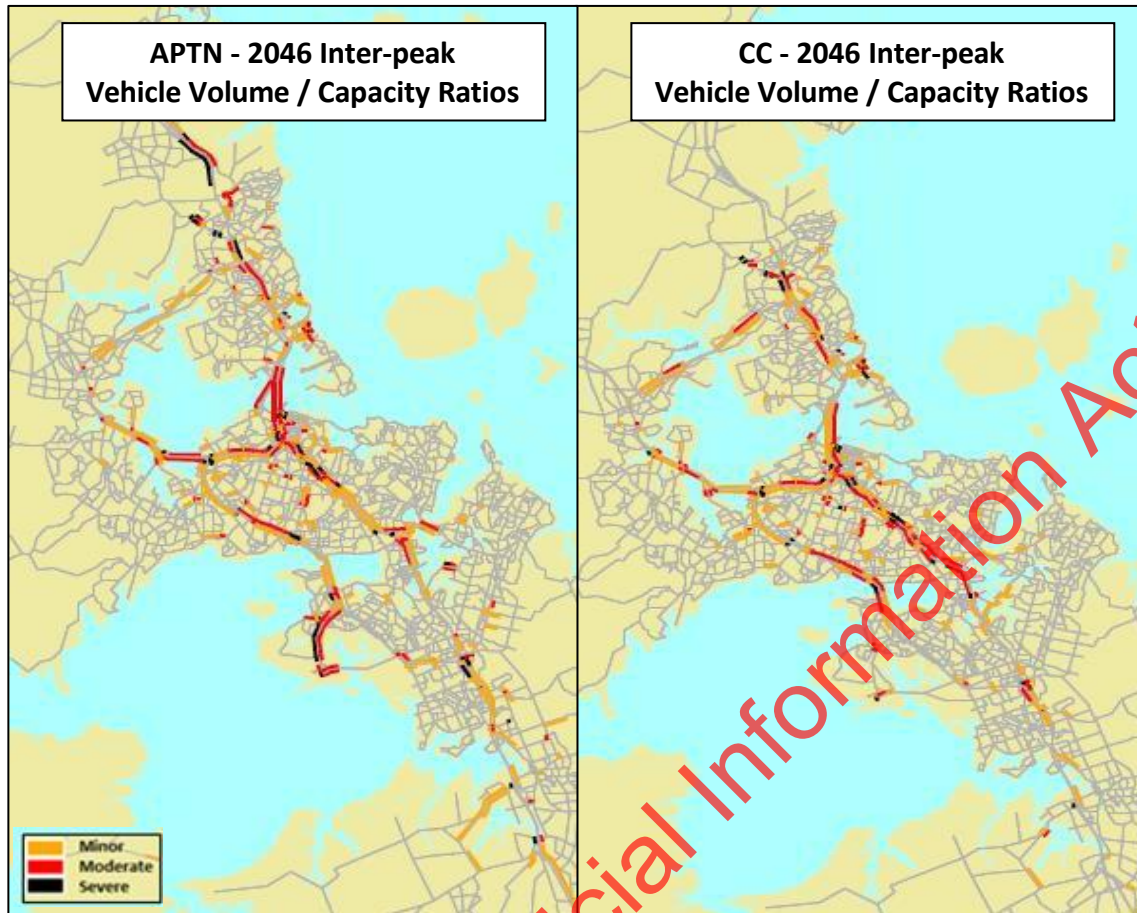 APTN - 2046 Inter-peak
Vehicle Volume / Capacity Ratios
CC - 2046 Inter-peak
Vehicle Volume / Capacity Ratios
Minor
Moderate
Severe
cial Information Ac